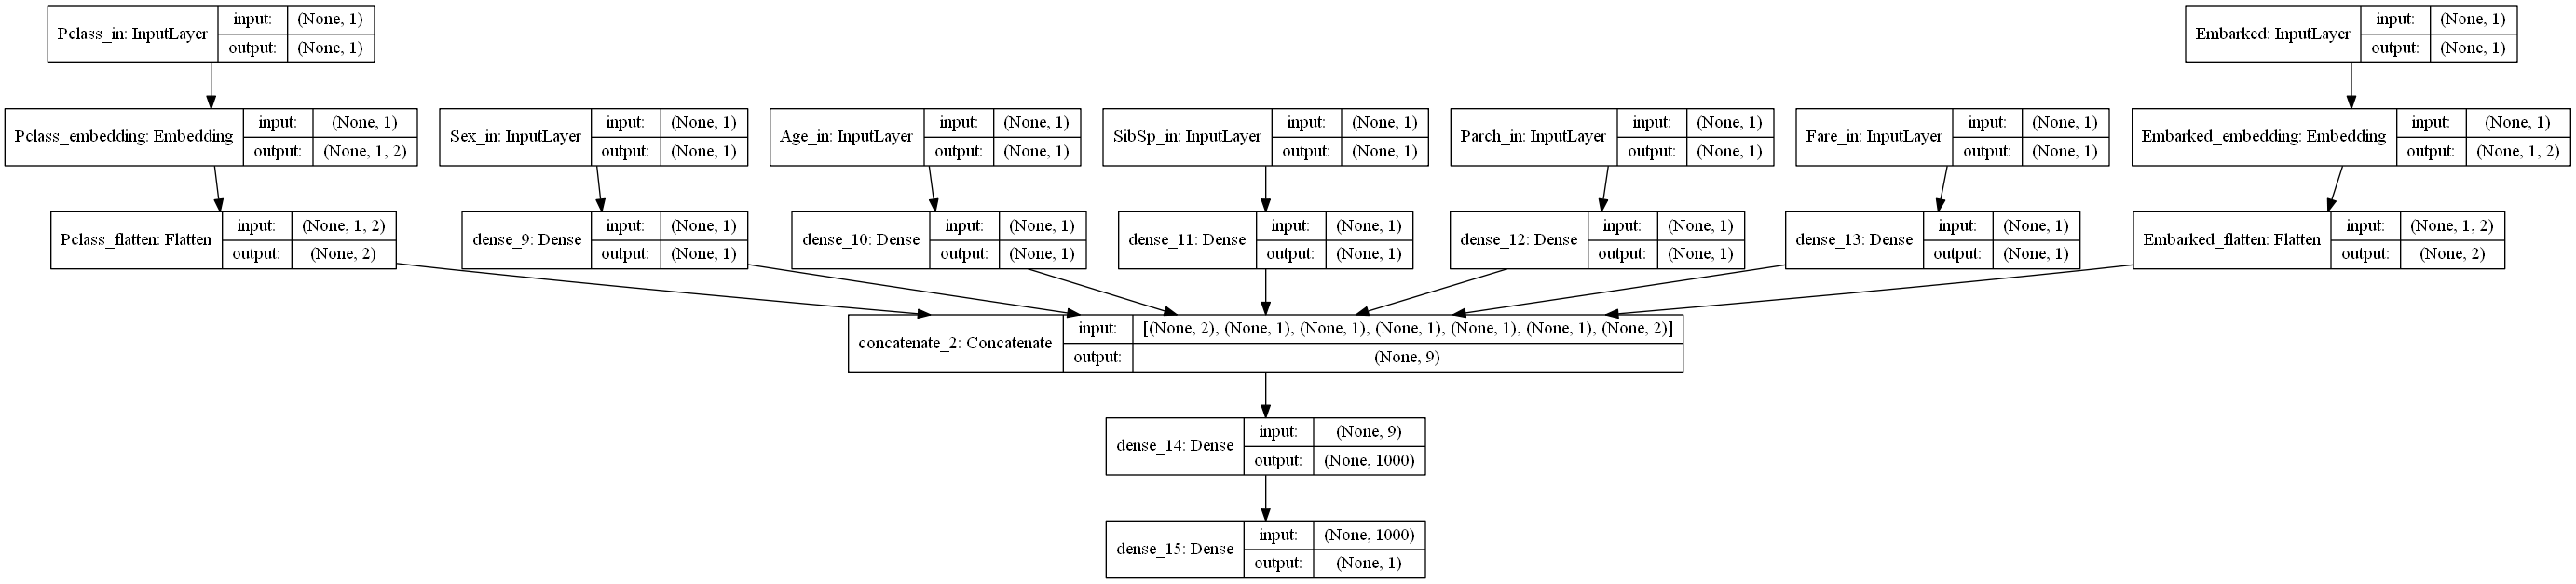 Pclass_in: InputLayer
input: (None, 1)
output: (None, 1)
Embarked: InputLayer
input: (None, 1)
output: (None, 1)
Pclass_embedding: Embedding
input: (None, 1)
output: (None, 1, 2)
Sex_in: InputLayer
input: (None, 1)
output: (None, 1)
Age_in: InputLayer
input: (None, 1)
output: (None, 1)
SibSp_in: InputLayer
input: (None, 1)
output: (None, 1)
Parch_in: InputLayer
input: (None, 1)
output: (None, 1)
Fare_in: InputLayer
input: (None, 1)
output: (None, 1)
Embarked_embedding: Embedding
input: (None, 1)
output: (None, 1, 2)
Pclass_flatten: Flatten
input: (None, 1, 2)
output: (None, 2)
dense_9: Dense
input: (None, 1)
output: (None, 1)
dense_10: Dense
input: (None, 1)
output: (None, 1)
dense_11: Dense
input: (None, 1)
output: (None, 1)
dense_12: Dense
input: (None, 1)
output: (None, 1)
dense_13: Dense
input: (None, 1)
output: (None, 1)
Embarked_flatten: Flatten
input: (None, 1, 2)
output: (None, 2)
concatenate_2: Concatenate
input: [(None, 2), (None, 1), (None, 1), (None, 1), (None, 1), (None, 1), (None, 2)]
output: (None, 9)
dense_14: Dense
input: (None, 9)
output: (None, 1000)
dense_15: Dense
input: (None, 1000)
output: (None, 1)